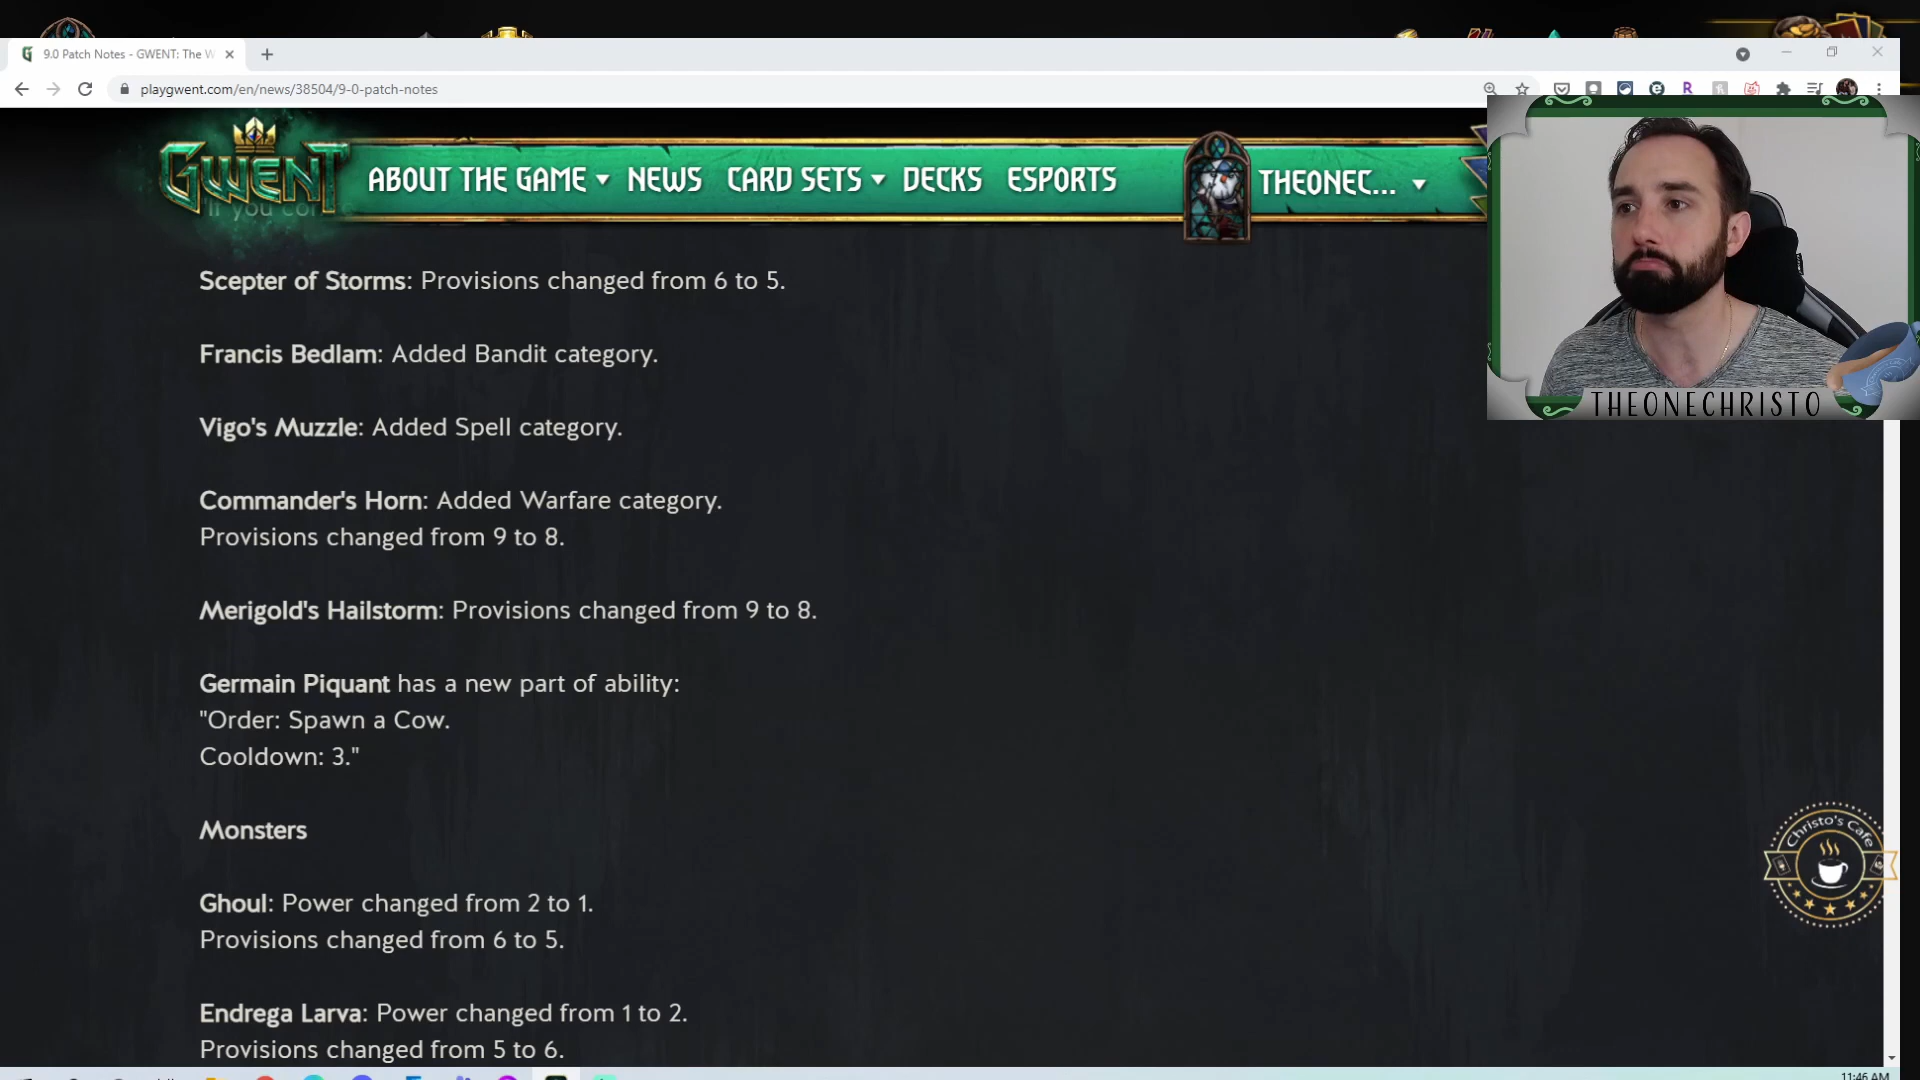 9.0 Patch Notes - GWENT: The W
playgwent.com/en/news/38504/9-0-patch-notes
GWENT
ABOUT THE GAME
NEWS
CARD SETS
DECKS
ESPORTS
THEONEC...
If you
Scepter of Storms: Provisions changed from 6 to 5.
Francis Bedlam: Added Bandit category.
Vigo's Muzzle: Added Spell category.
Commander's Horn: Added Warfare category.
Provisions changed from 9 to 8.
Merigold's Hailstorm: Provisions changed from 9 to 8.
Germain Piquant has a new part of ability:
"Order: Spawn a Cow.
Cooldown: 3."
Monsters
Ghoul: Power changed from 2 to 1.
Provisions changed from 6 to 5.
Endrega Larva: Power changed from 1 to 2.
Provisions changed from 5 to 6.
THEONECHRISTO
Christo's Cafe
11:46 AM